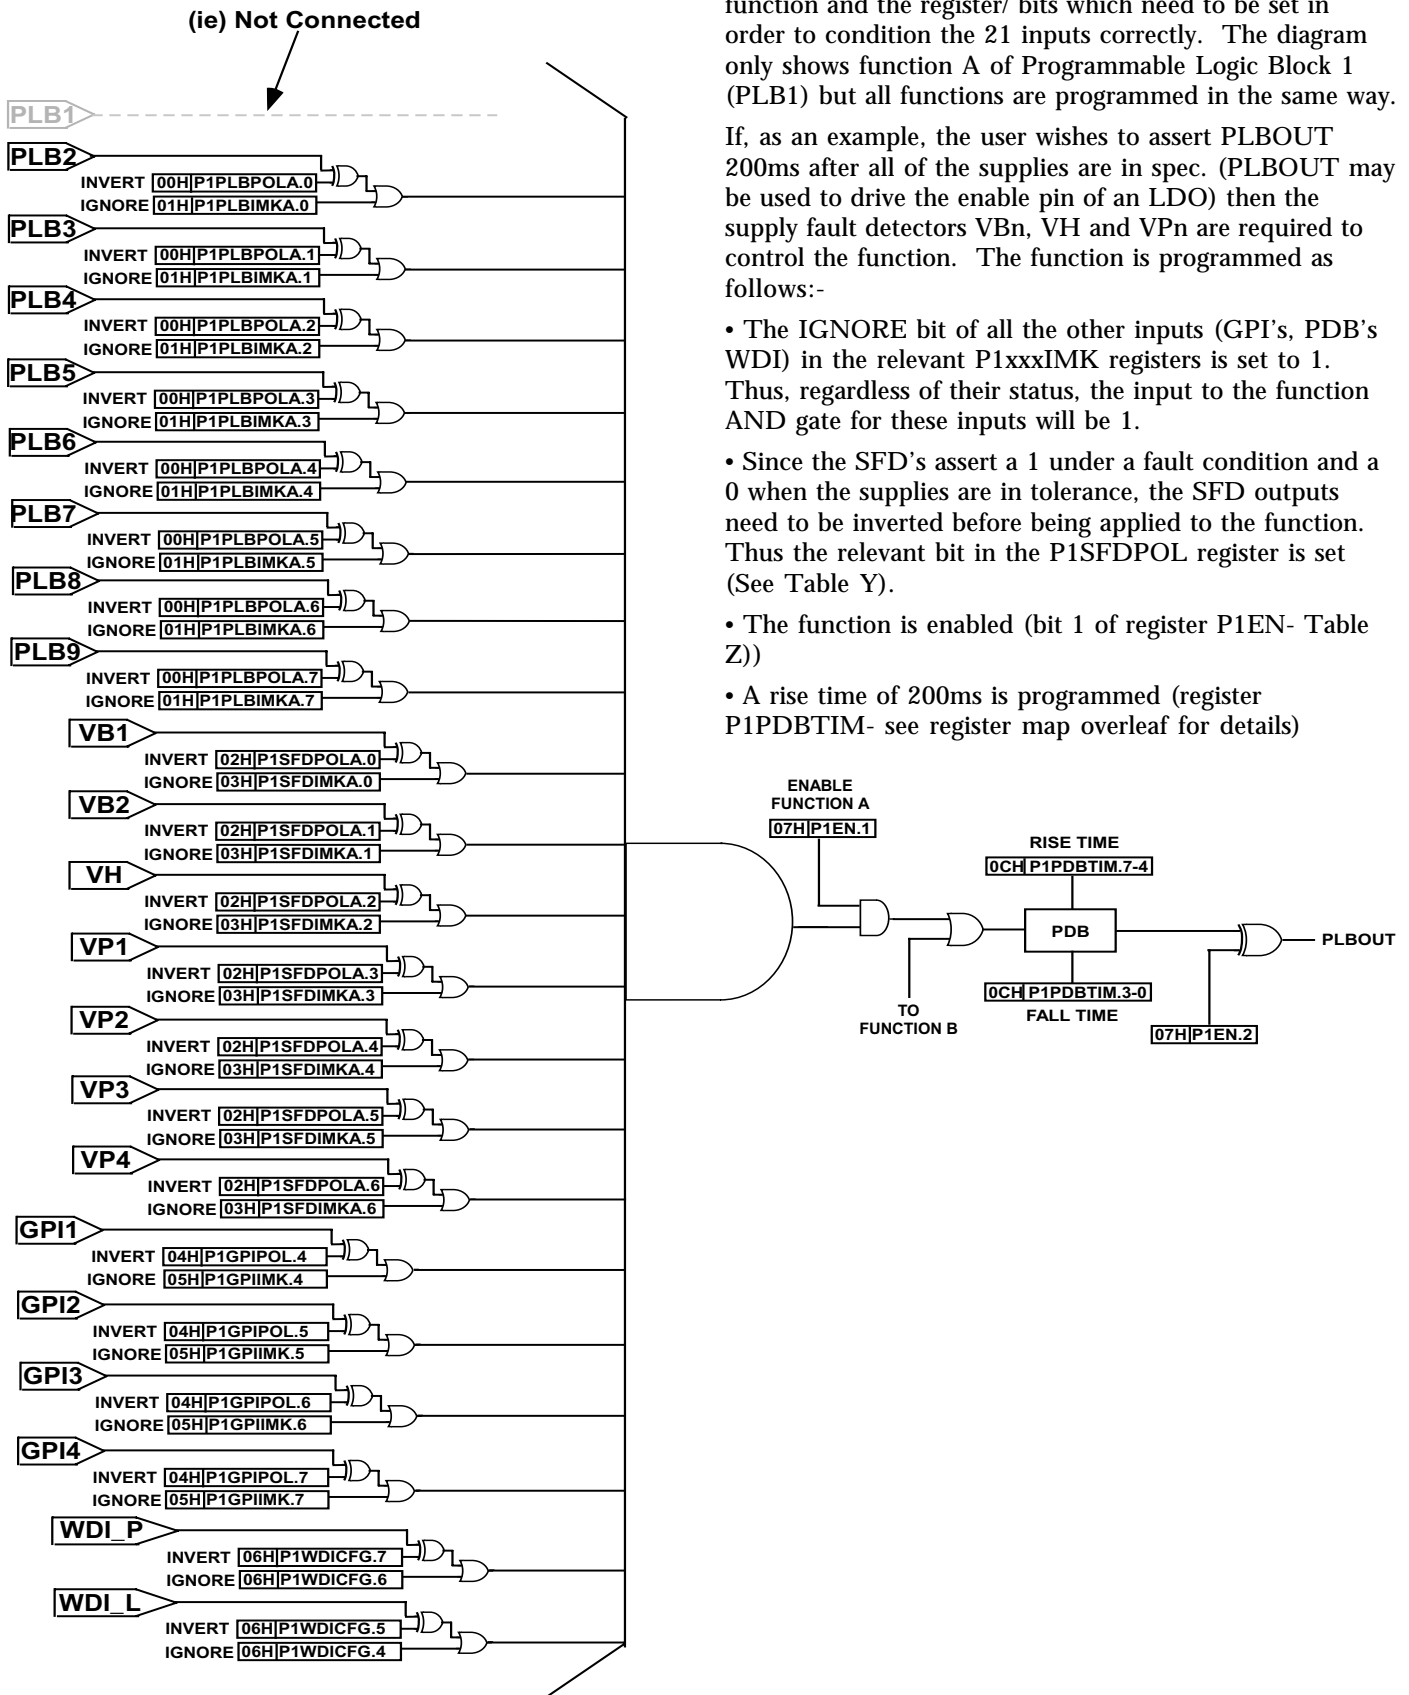 (ie) Not Connected
PLB1
PLB2
INVERT 00H P1PLBPOLA.0
IGNORE 01H P1PLBIMKA.0
PLB3
INVERT 00H P1PLBPOLA.1
IGNORE 01H P1PLBIMKA.1
PLB4
INVERT 00H P1PLBPOLA.2
IGNORE 01H P1PLBIMKA.2
PLB5
INVERT 00H P1PLBPOLA.3
IGNORE 01H P1PLBIMKA.3
PLB6
INVERT 00H P1PLBPOLA.4
IGNORE 01H P1PLBIMKA.4
PLB7
INVERT 00H P1PLBPOLA.5
IGNORE 01H P1PLBIMKA.5
PLB8
INVERT 00H P1PLBPOLA.6
IGNORE 01H P1PLBIMKA.6
PLB9
INVERT 00H P1PLBPOLA.7
IGNORE 01H P1PLBIMKA.7
VB1
INVERT 02H P1SFDPOLA.0
IGNORE 03H P1SFDIMKA.0
VB2
INVERT 02H P1SFDPOLA.1
IGNORE 03H P1SFDIMKA.1
VH
INVERT 02H P1SFDPOLA.2
IGNORE 03H P1SFDIMKA.2
VP1
INVERT 02H P1SFDPOLA.3
IGNORE 03H P1SFDIMKA.3
VP2
INVERT 02H P1SFDPOLA.4
IGNORE 03H P1SFDIMKA.4
VP3
INVERT 02H P1SFDPOLA.5
IGNORE 03H P1SFDIMKA.5
VP4
INVERT 02H P1SFDPOLA.6
IGNORE 03H P1SFDIMKA.6
GPI1
INVERT 04H P1GPIPOL.4
IGNORE 05H P1GPIIMK.4
GPI2
INVERT 04H P1GPIPOL.5
IGNORE 05H P1GPIIMK.5
GPI3
INVERT 04H P1GPIPOL.6
IGNORE 05H P1GPIIMK.6
GPI4
INVERT 04H P1GPIPOL.7
IGNORE 05H P1GPIIMK.7
WDI_P
INVERT 06H P1WDICFG.7
IGNORE 06H P1WDICFG.6
WDI_L
INVERT 06H P1WDICFG.5
IGNORE 06H P1WDICFG.4
function and the register/ bits which need to be set in
order to condition the 21 inputs correctly. The diagram
only shows function A of Programmable Logic Block 1
(PLB1) but all functions are programmed in the same way.
If, as an example, the user wishes to assert PLBOUT
200ms after all of the supplies are in spec. (PLBOUT may
be used to drive the enable pin of an LDO) then the
supply fault detectors VBn, VH and VPn are required to
control the function. The function is programmed as
follows:-
• The IGNORE bit of all the other inputs (GPI's, PDB's
WDI) in the relevant P1xxxIMK registers is set to 1.
Thus, regardless of their status, the input to the function
AND gate for these inputs will be 1.
• Since the SFD's assert a 1 under a fault condition and a
0 when the supplies are in tolerance, the SFD outputs
need to be inverted before being applied to the function.
Thus the relevant bit in the P1SFDPOL register is set
(See Table Y).
• The function is enabled (bit 1 of register P1EN- Table
Z))
• A rise time of 200ms is programmed (register
P1PDBTIM- see register map overleaf for details)
ENABLE
FUNCTION A
07H P1EN.1
RISE TIME
0CH P1PDBTIM.7-4
PDB
PLBOUT
0CH P1PDBTIM.3-0
FALL TIME
TO
FUNCTION B
07H P1EN.2